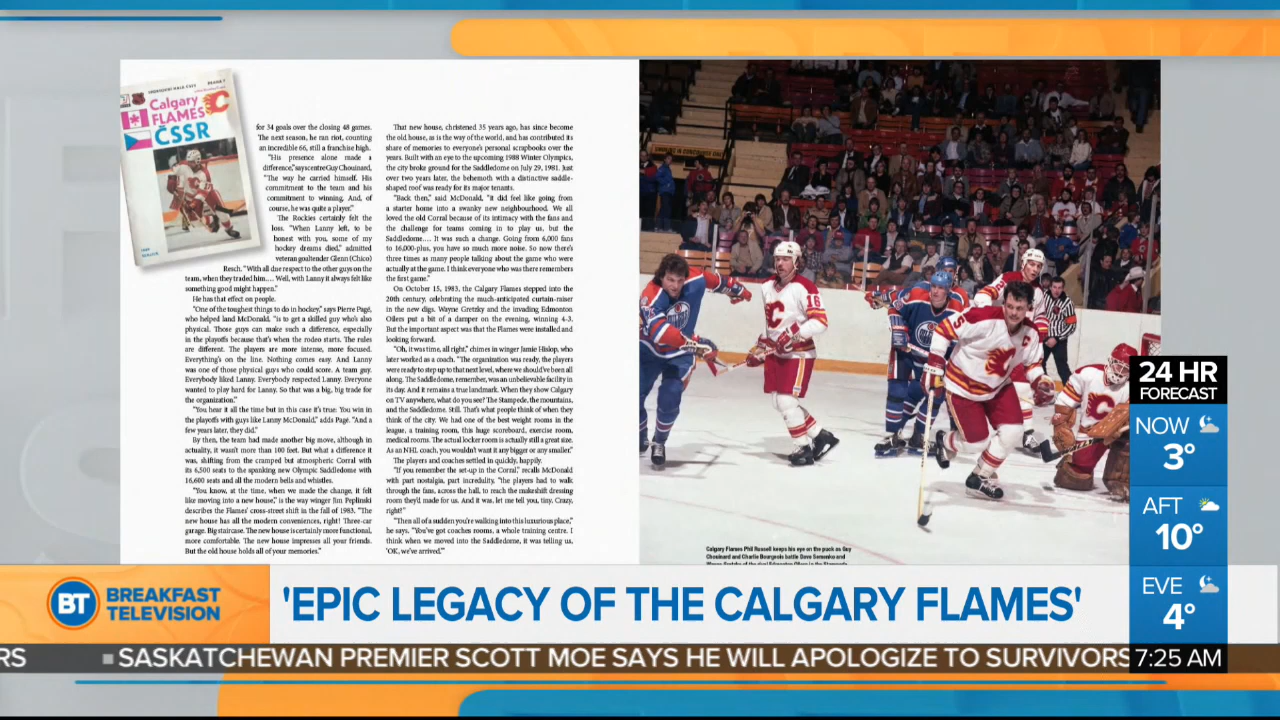 Calgary
FLAMES
ČSSR
for 34 goals over the closing 48 games.
The next season, he ran riot, counting
an incredible 66, still a franchise high.
"His presence alone made a
difference," says centre Guy Chouinard,
"The way he carried himself. His
commitment to the team and his
commitment to winning. And, of
course, he was quite a player."
The Rockies certainly felt the
loss. "When Lanny left, to be
honest with you, some of my
hockey dreams died," admitted
veteran goaltender Glenn (Chico)
Resch. "With all due respect to the other guys on the
team, when they traded him.... Well, with Lanny it always felt like
something good might happen."
He has that effect on people.
"One of the toughest things to do in hockey," says Pierre Pagé,
who helped land McDonald, "is to get a skilled guy who's also
physical. Those guys can make such a difference, especially
in the playoffs because that's when the rodeo starts. The rules
are different. The players are more intense, more focused.
Everything's on the line. Nothing comes easy. And Lanny
was one of those physical guys who could score. A team guy.
Everybody liked Lanny. Everybody respected Lanny. Everyone
wanted to play hard for Lanny. So that was a big, big trade for
the organization."
"You hear it all the time but in this case it's true: You win in
the playoffs with guys like Lanny McDonald," adds Page. "And a
few years later, they did."
By then, the team had made another big move, although in
actuality, it wasn't more than 100 feet. But what a difference it
was, shifting from the cramped but atmospheric Corral with
its 6,500 seats to the spanking new Olympic Saddledome with
16,600 seats and all the modern bells and whistles.
"You know, at the time, when we made the change, it felt
like moving into a new house," is the way winger Jim Peplinski
describes the Flames' cross-street shift in the fall of 1983. "The
new house has all the modern conveniences, right? Three-car
garage. Big staircase. The new house is certainly more functional,
more comfortable. The new house impresses all your friends.
But the old house holds all of your memories."
That new house, christened 35 years ago, has since become
the old house, as is the way of the world, and has contributed its
share of memories to everyone's personal scrapbooks over the
years. Built with an eye to the upcoming 1988 Winter Olympics,
the city broke ground for the Saddledome on July 29, 1981. Just
over two years later, the behemoth with a distinctive saddle-
shaped roof was ready for its major tenants.
"Back then," said McDonald, "it did feel like going from
a starter home into a swanky new neighbourhood. We all
loved the old Corral because of its intimacy with the fans and
the challenge for teams coming in to play us, but the
Saddledome.... It was such a change. Going from 6,000 fans
to 16,000-plus, you have so much more noise. So now there's
three times as many people talking about the game who were
actually at the game. I think everyone who was there remembers
the first game."
On October 15, 1983, the Calgary Flames stepped into the
20th century, celebrating the much-anticipated curtain-raiser
in the new digs. Wayne Gretzky and the invading Edmonton
Oilers put a bit of a damper on the evening, winning 4-3.
But the important aspect was that the Flames were installed and
looking forward.
"Oh, it was time, all right," chimes in winger Jamie Hislop, who
later worked as a coach. "The organization was ready, the players
were ready to step up to that next level, where we should've been all
along. The Saddledome, remember, was an unbelievable facility in
its day. And it remains a true landmark. When they show Calgary
on TV anywhere, what do you see? The Stampede, the mountains,
and the Saddledome. Still. That's what people think of when they
think of the city. We had one of the best weight rooms in the
league, a training room, this huge scoreboard, exercise room,
medical rooms. The actual locker room is actually still a great size.
As an NHL coach, you wouldn't want it any bigger or any smaller."
The players and coaches settled in quickly, happily.
"If you remember the set-up in the Corral," recalls McDonald
with part nostalgia, part incredulity, "the players had to walk
through the fans, across the hall, to reach the makeshift dressing
room they'd made for us. And it was, let me tell you, tiny. Crazy,
right?"
"Then all of a sudden you're walking into this luxurious place,"
he says. "You've got coaches rooms, a whole training centre. I
think when we moved into the Saddledome, it was telling us,
'OK, we've arrived.'"
16
C
Calgary Flames Phil Russell keeps his eye on the puck as Guy
Chouinard and Charlie Bourgeois battle Dave Semenko and
24 HR
FORECAST
NOW
3°
AFT
10°
EVE
4°
BT BREAKFAST
TELEVISION
'EPIC LEGACY OF THE CALGARY FLAMES'
RS ■ SASKATCHEWAN PREMIER SCOTT MOE SAYS HE WILL APOLOGIZE TO SURVIVORS
7:25 AM